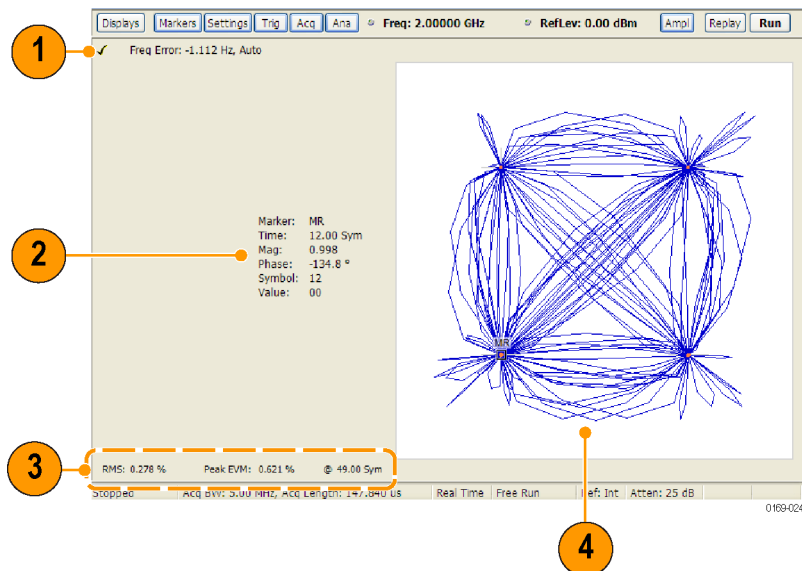 Displays Markers Settings Trig Acq Ana Freq: 2.00000 GHz RefLev: 0.00 dBm Ampl Replay Run
1
Freq Error: -1.112 Hz, Auto
2
Marker: MR
Time: 12.00 Sym
Mag: 0.998
Phase: -134.8 °
Symbol: 12
Value: 00
MR
3
RMS: 0.278 % Peak EVM: 0.621 % @ 49.00 Sym
Stopped Acq BW: 5.00 MHz, Acq Length: 147.840 us Real Time Free Run Ref: Int Atten: 25 dB
0169-024
4